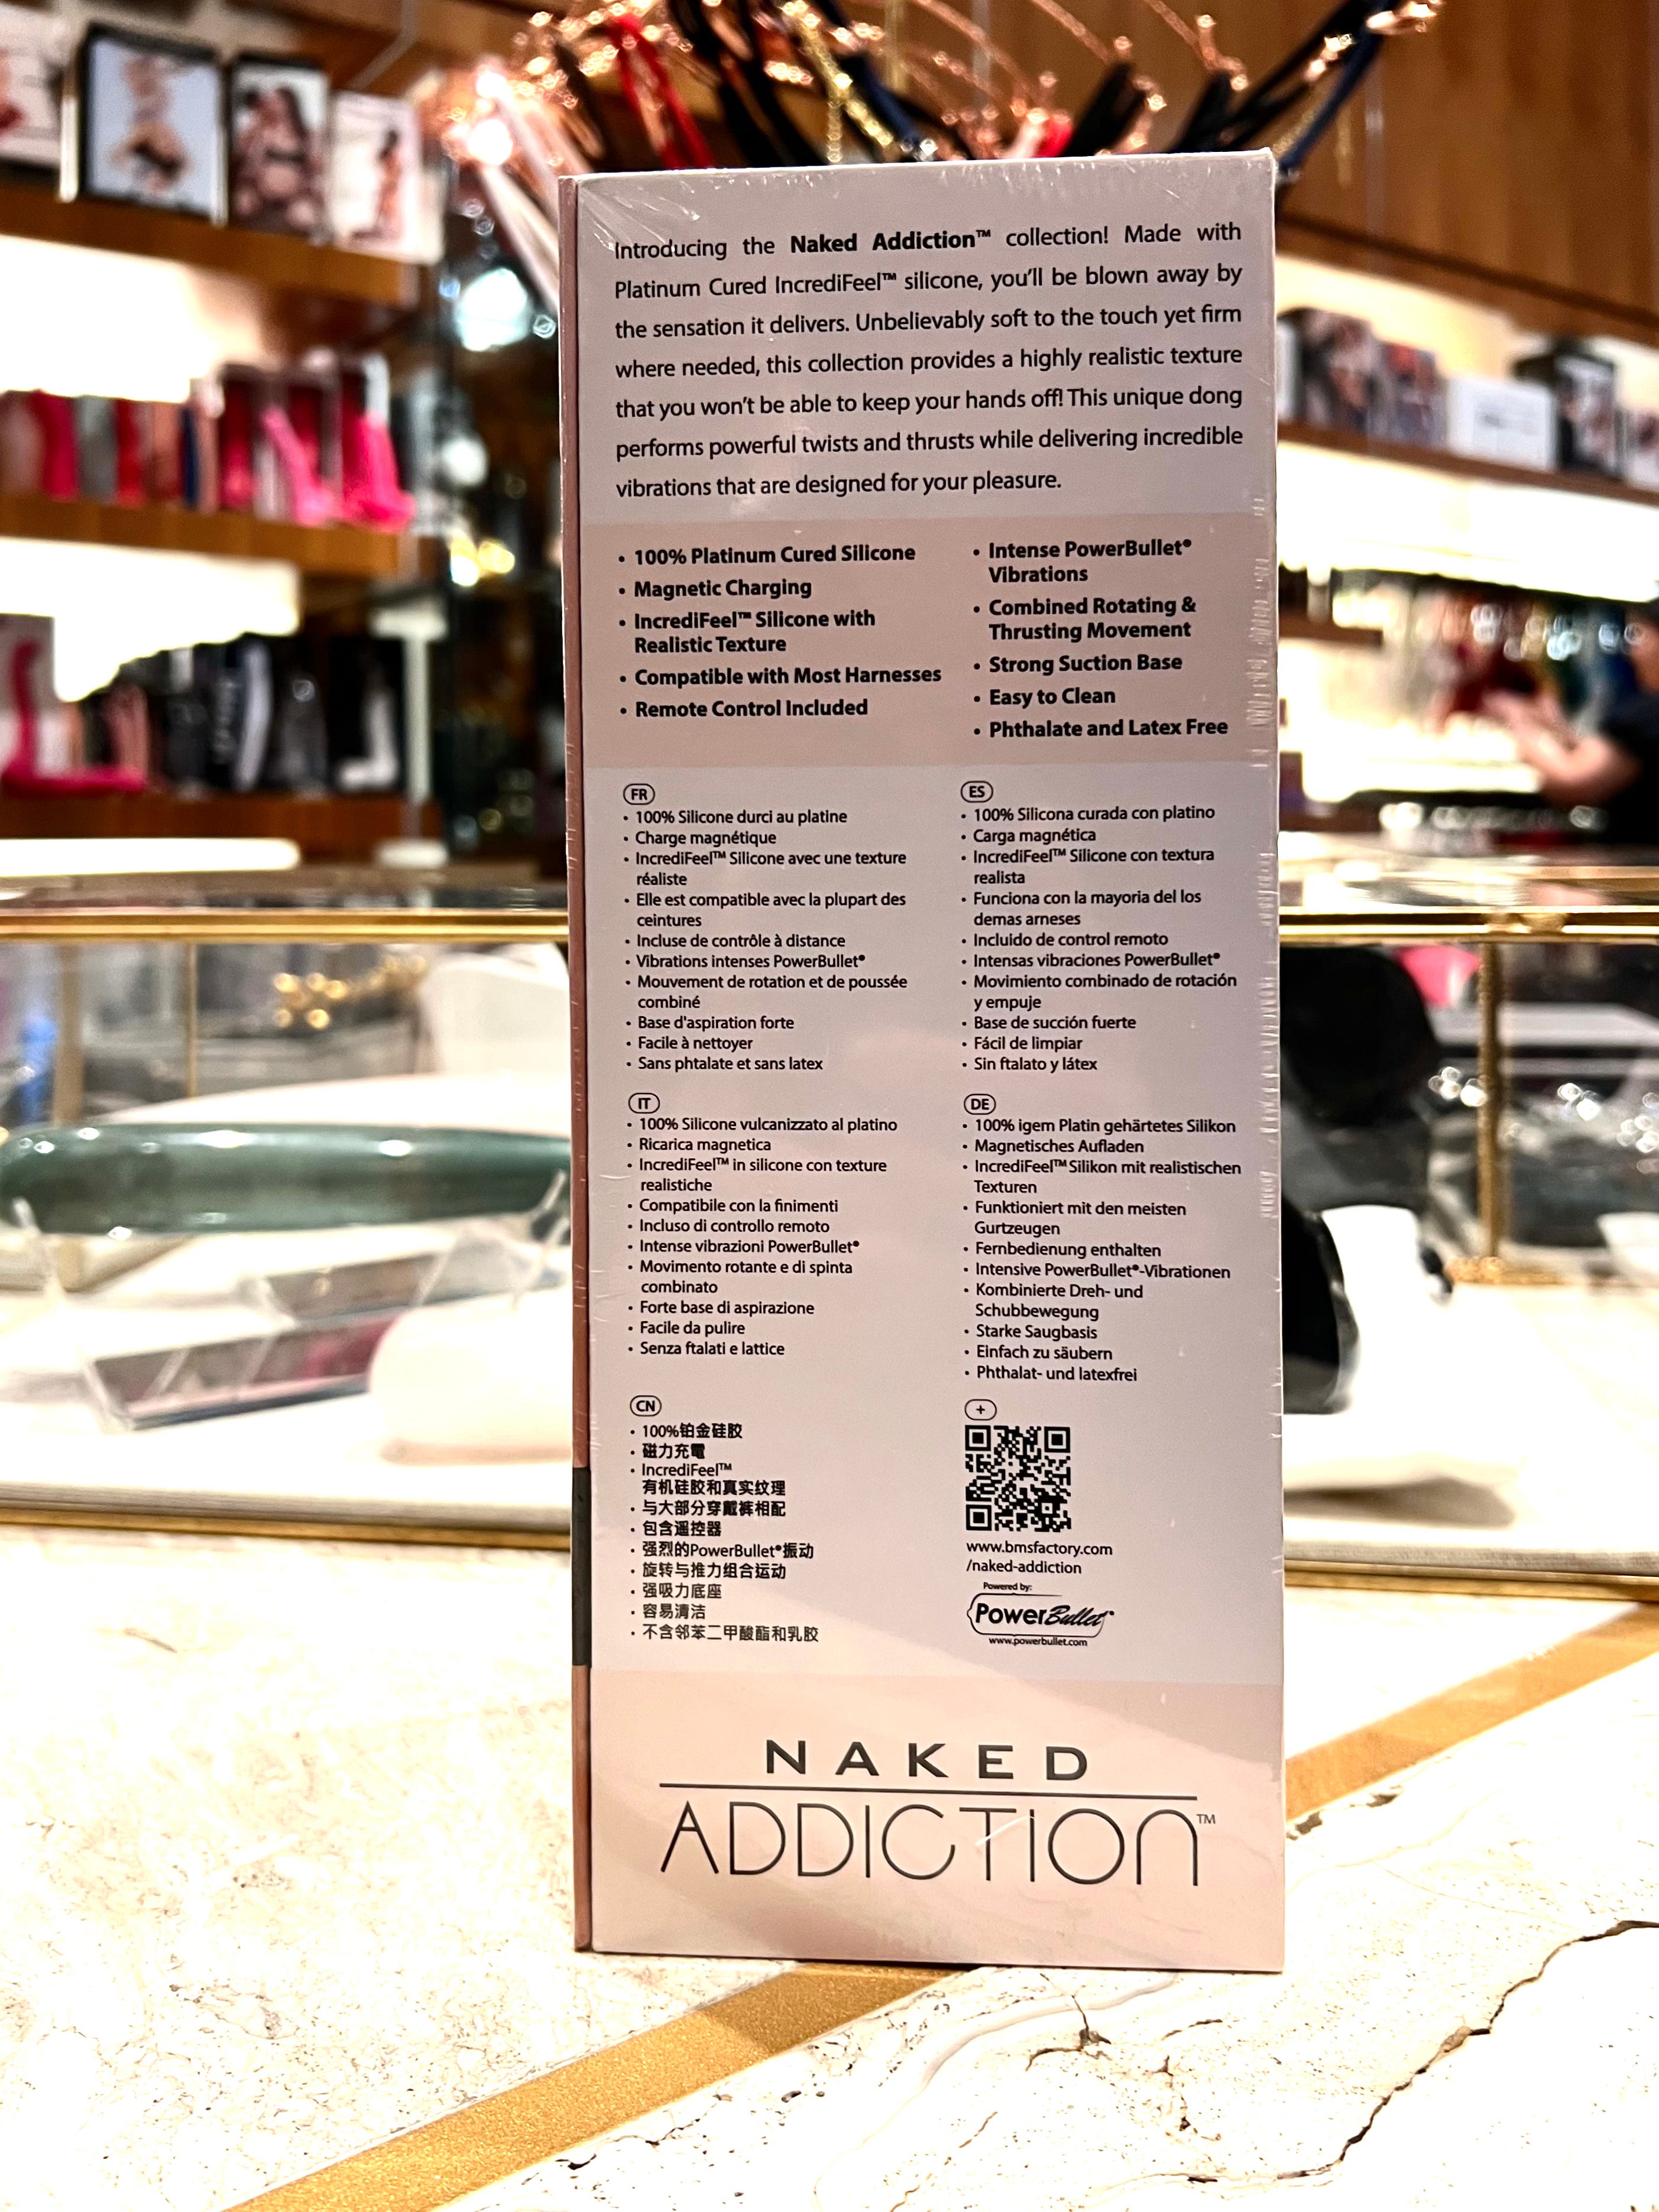 Introducing the Naked Addiction™ collection! Made with
Platinum Cured IncrediFeel™ silicone, you'll be blown away by
the sensation it delivers. Unbelievably soft to the touch yet firm
where needed, this collection provides a highly realistic texture
that you won't be able to keep your hands off! This unique dong
performs powerful twists and thrusts while delivering incredible
vibrations that are designed for your pleasure.
• 100% Platinum Cured Silicone
• Magnetic Charging
• IncrediFeel™ Silicone with
Realistic Texture
• Compatible with Most Harnesses
• Remote Control Included
• Intense PowerBullet®
Vibrations
• Combined Rotating &
Thrusting Movement
• Strong Suction Base
• Easy to Clean
• Phthalate and Latex Free
FR
• 100% Silicone durci au platine
• Charge magnétique
• IncrediFeel™ Silicone avec une texture
réaliste
• Elle est compatible avec la plupart des
ceintures
• Incluse de contrôle à distance
• Vibrations intenses PowerBullet®
• Mouvement de rotation et de poussée
combiné
• Base d'aspiration forte
• Facile à nettoyer
• Sans phtalate et sans latex
ES
• 100% Silicona curada con platino
• Carga magnética
• IncrediFeel™ Silicone con textura
realista
• Funciona con la mayoria del los
demas arneses
• Incluido de control remoto
• Intensas vibraciones PowerBullet®
• Movimiento combinado de rotación
y empuje
• Base de succión fuerte
• Fácil de limpiar
• Sin ftalato y látex
IT
• 100% Silicone vulcanizzato al platino
• Ricarica magnetica
• IncrediFeel™ in silicone con texture
realistiche
• Compatibile con la finimenti
• Incluso di controllo remoto
• Intense vibrazioni PowerBullet®
• Movimento rotante e di spinta
combinato
• Forte base di aspirazione
• Facile da pulire
• Senza ftalati e lattice
DE
• 100% igem Platin gehärtetes Silikon
• Magnetisches Aufladen
• IncrediFeel™ Silikon mit realistischen
Texturen
• Funktioniert mit den meisten
Gurtzeugen
• Fernbedienung enthalten
• Intensive PowerBullet®-Vibrationen
• Kombinierte Dreh- und
Schubbewegung
• Starke Saugbasis
• Einfach zu säubern
• Phthalat- und latexfrei
CN
• 100%铂金硅胶
• 磁力充電
• IncrediFeel™
有机硅胶和真实纹理
• 与大部分穿戴裤相配
• 包含遥控器
• 强烈的PowerBullet®振动
• 旋转与推力组合运动
• 强吸力底座
• 容易清洁
• 不含邻苯二甲酸酯和乳胶
+
www.bmsfactory.com
/naked-addiction
Powered by:
PowerBullet®
www.powerbullet.com
NAKED
ADDICTION™